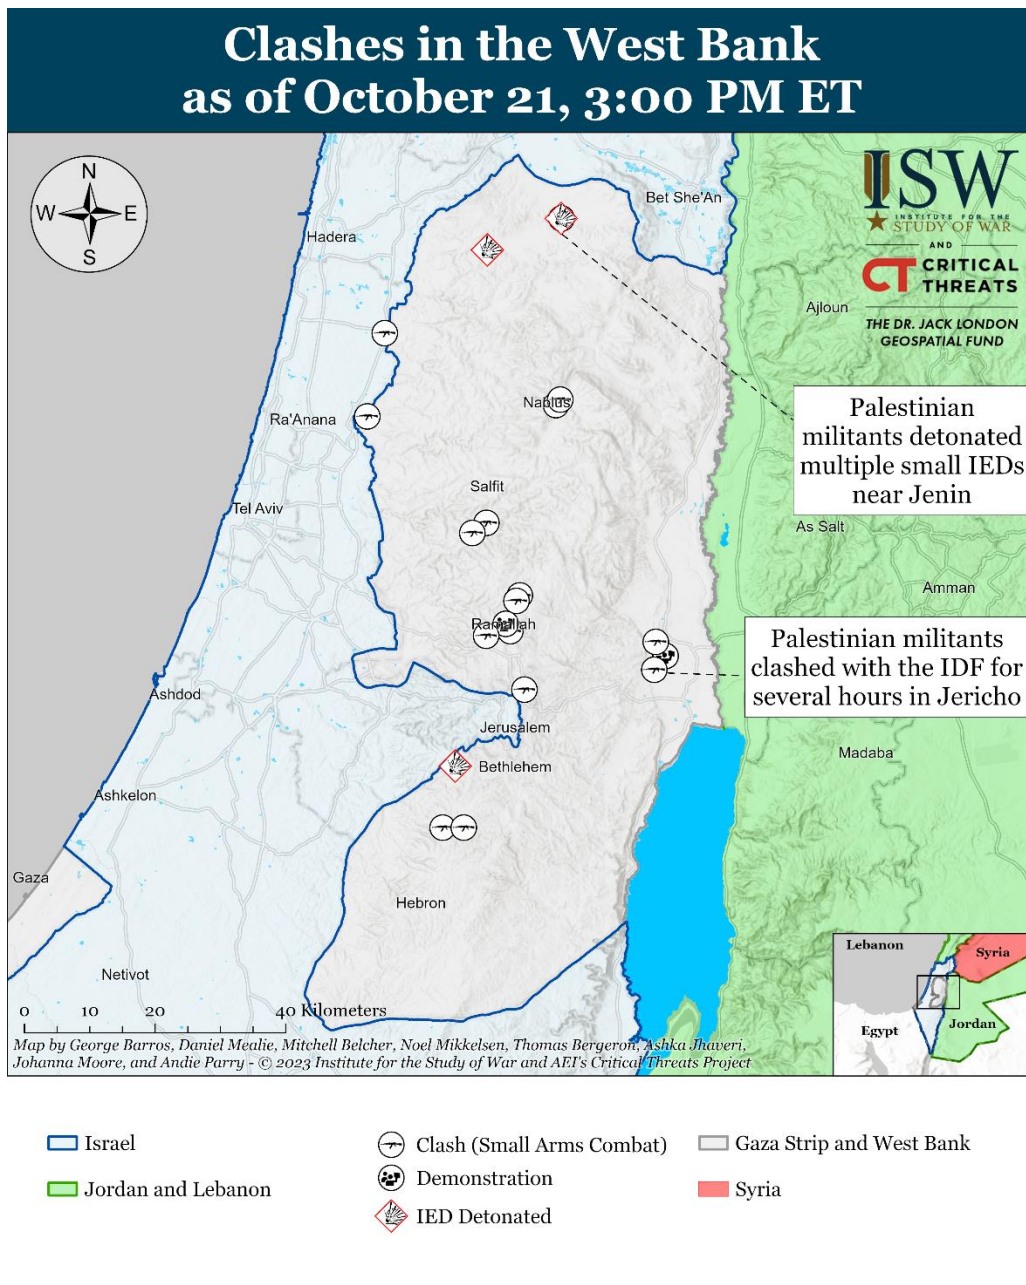 Clashes in the West Bank
as of October 21, 3:00 PM ET
N
W
E
S
ISW
INSTITUTE FOR THE
STUDY OF WAR
AND
CT CRITICAL
THREATS
THE DR. JACK LONDON
GEOSPATIAL FUND
Bet She'An
Hadera
Ajloun
Palestinian
militants detonated
multiple small IEDs
near Jenin
Nablus
Ra'Anana
Salfit
Tel Aviv
As Salt
Amman
Ramallah
Palestinian militants
clashed with the IDF for
several hours in Jericho
Ashdod
Jerusalem
Madaba
Bethlehem
Ashkelon
Gaza
Hebron
Netivot
Lebanon
Syria
Egypt
Jordan
0 10 20 40 Kilometers
Map by George Barros, Daniel Mealie, Mitchell Belcher, Noel Mikkelsen, Thomas Bergeron, Ashka Jhaveri,
Johanna Moore, and Andie Parry - © 2023 Institute for the Study of War and AEI's Critical Threats Project
Israel
Clash (Small Arms Combat)
Gaza Strip and West Bank
Demonstration
Jordan and Lebanon
Syria
IED Detonated